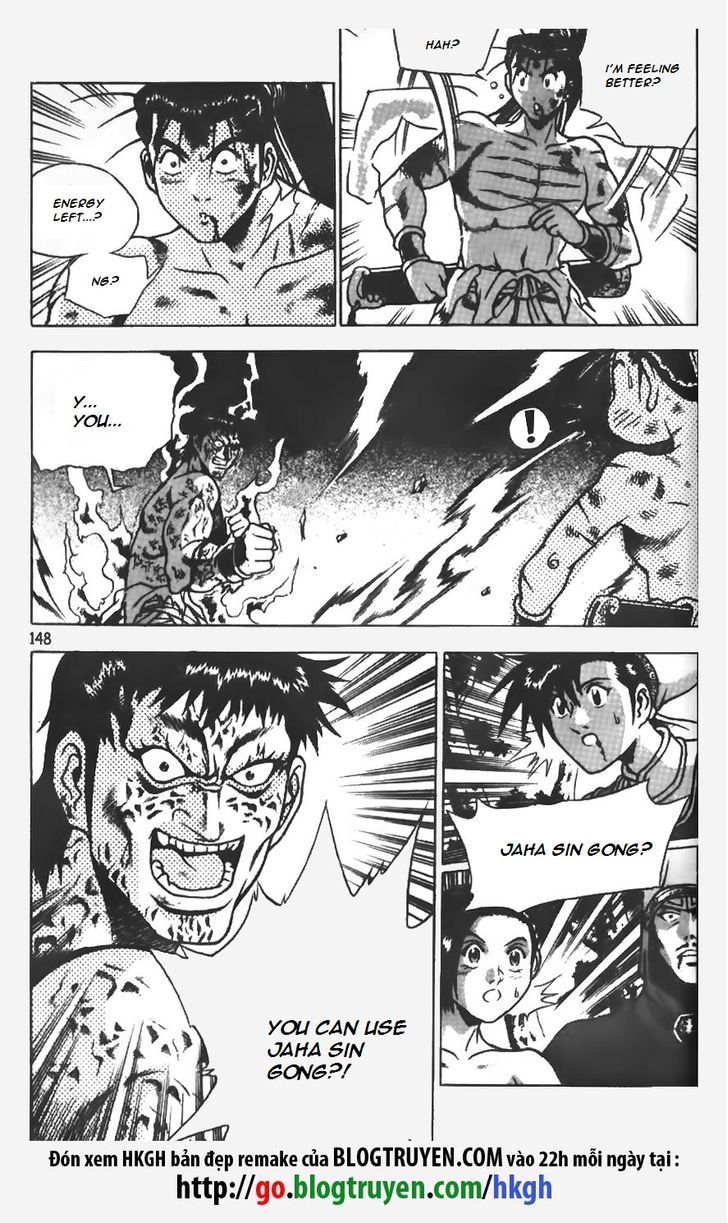 HAH?
I'M FEELING
BETTER?
ENERGY
LEFT...?
NG?
Y...
YOU...
!
148
JAHA SIN GONG?
YOU CAN USE
JAHA SIN
GONG?!
Đón xem HKGH bản đẹp remake của BLOGTRUYEN.COM vào 22h mỗi ngày tại :
http://go.blogtruyen.com/hkgh